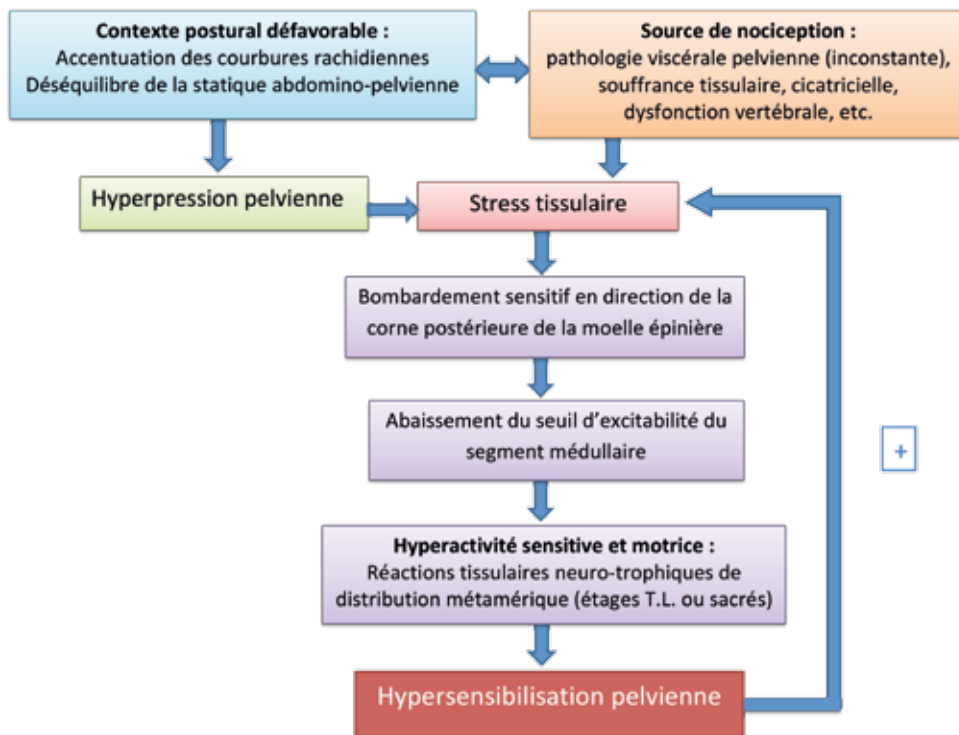 Contexte postural défavorable :
Accentuation des courbures rachidiennes
Déséquilibre de la statique abdomino-pelvienne
Source de nociception :
pathologie viscérale pelvienne (inconstante),
souffrance tissulaire, cicatricielle,
dysfonction vertébrale, etc.
Hyperpression pelvienne
Stress tissulaire
Bombardement sensitif en direction de la
corne postérieure de la moelle épinière
Abaissement du seuil d’excitabilité du
segment médullaire
+
Hyperactivité sensitive et motrice :
Réactions tissulaires neuro-trophiques de
distribution métamérique (étages T.L. ou sacrés)
Hypersensibilisation pelvienne